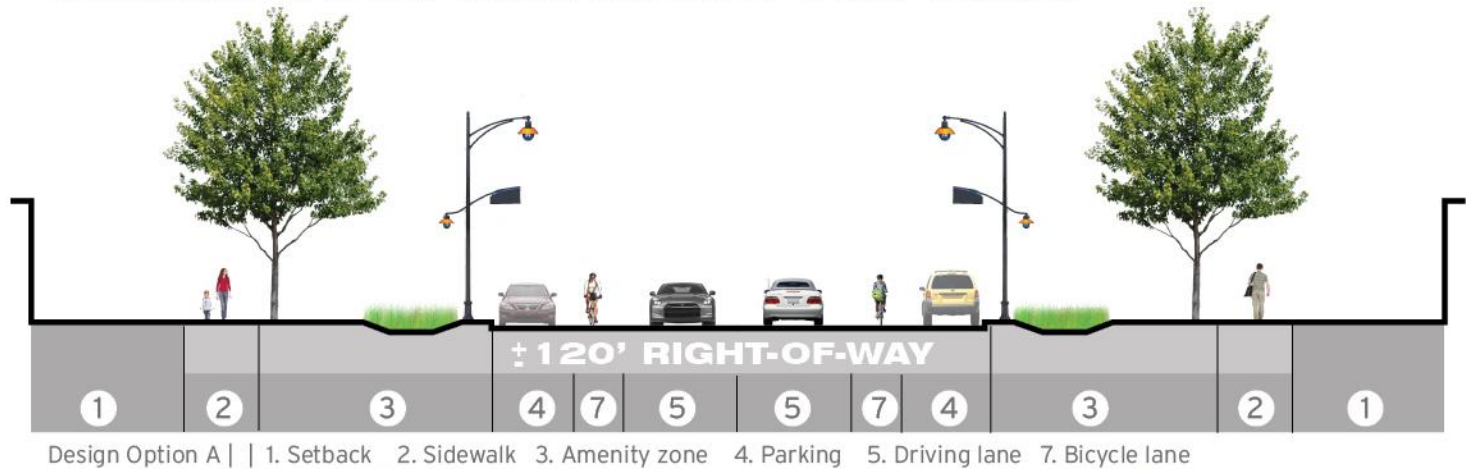 ± 120' RIGHT-OF-WAY
1 2 3 4 7 5 5 7 4 3 2 1
Design Option A | | 1. Setback 2. Sidewalk 3. Amenity zone 4. Parking 5. Driving lane 7. Bicycle lane